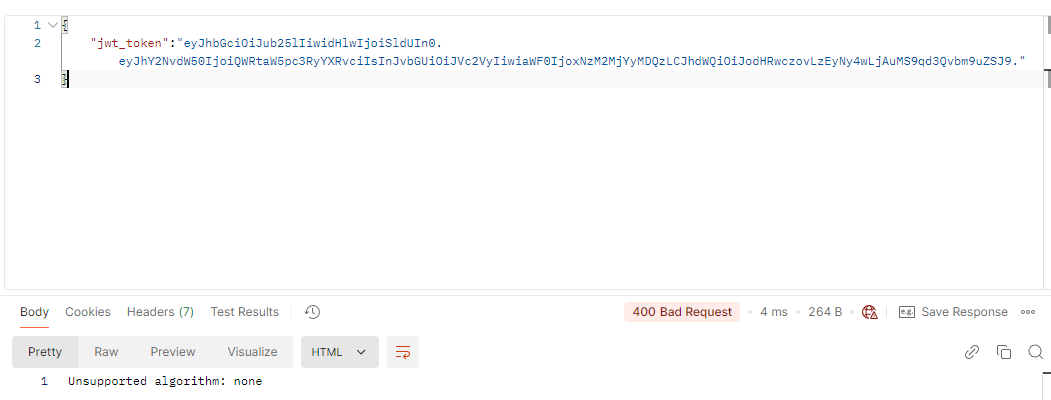 1 {
2 "jwt_token":"eyJhbGciOiJub25lIiwidHlwIjoiSldUIn0.
eyJhY2NvdW50IjoiQWRtaW5pc3RyYXRvciIsInJvbGUiOiJVc2VyIiwiaWF0IjoxNzM2MjYyMDQzLCJhdWQiOiJodHRwczovLzEyNy4wLjAuMS9qd3Qvbm9uZSJ9."
3 }
Body Cookies Headers (7) Test Results 400 Bad Request • 4 ms • 264 B • e.g. Save Response
Pretty Raw Preview Visualize HTML
1 Unsupported algorithm: none